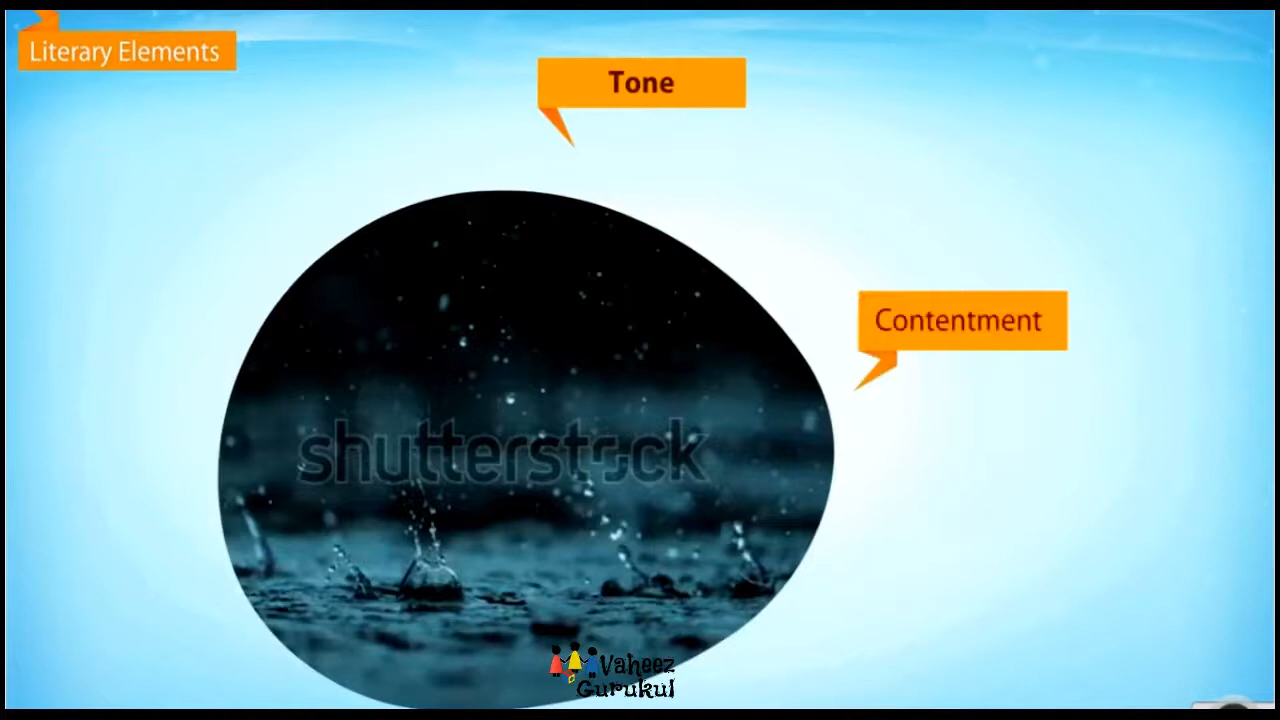 Literary Elements
Tone
Contentment
shutterstock
Vaheez
Gurukul